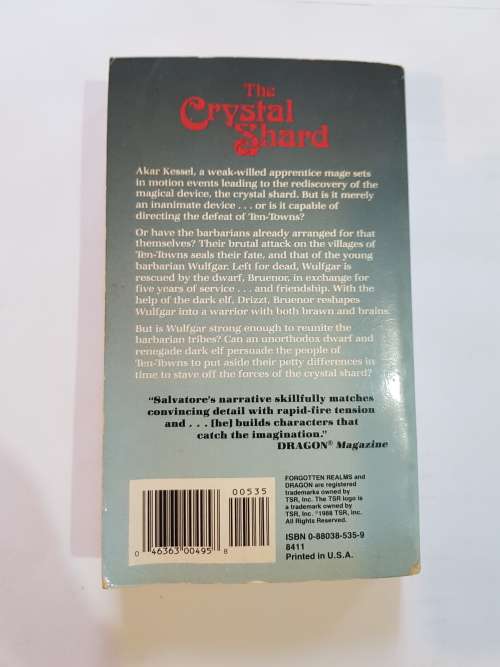 The
Crystal
Shard
Akar Kessel, a weak-willed apprentice mage sets
in motion events leading to the rediscovery of the
magical device, the crystal shard. But is it merely
an inanimate device . . . or is it capable of
directing the defeat of Ten-Towns?
Or have the barbarians already arranged for that
themselves? Their brutal attack on the villages of
Ten-Towns seals their fate, and that of the young
barbarian Wulfgar. Left for dead, Wulfgar is
rescued by the dwarf, Bruenor, in exchange for
five years of service . . . and friendship. With the
help of the dark elf, Drizzt, Bruenor reshapes
Wulfgar into a warrior with both brawn and brains.
But is Wulfgar strong enough to reunite the
barbarian tribes? Can an unorthodox dwarf and
renegade dark elf persuade the people of
Ten-Towns to put aside their petty differences in
time to stave off the forces of the crystal shard?
“Salvatore's narrative skillfully matches
convincing detail with rapid-fire tension
and . . . [he] builds characters that
catch the imagination.”
DRAGON® Magazine
00535
0 46363 00495 8
FORGOTTEN REALMS and
DRAGON are registered
trademarks owned by
TSR, Inc. The TSR logo is
a trademark owned by
TSR, Inc. ©1988 TSR, Inc.
All Rights Reserved.
ISBN 0-88038-535-9
8411
Printed in U.S.A.